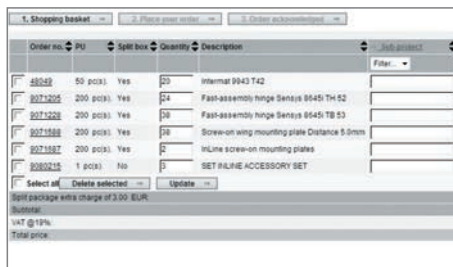 1. Shopping basket 2. Place your order 3. Order acknowledged
Order no. PU Split box Quantity Description Sub-project
Filter...
48049 50 pc(s). Yes 20 Intermat 9943 T42
9071205 200 pc(s). Yes 24 Fast-assembly hinge Sensys 8645i TH 52
9071228 200 pc(s). Yes 38 Fast-assembly hinge Sensys 8645i TB 53
9071588 200 pc(s). Yes 38 Screw-on wing mounting plate Distance 5.0mm
9071587 200 pc(s). Yes 2 InLine screw-on mounting plates
9080215 1 pc(s). No 3 SET INLINE ACCESSORY SET
Select all Delete selected Update
Split package extra charge of 3.00 EUR
Subtotal:
VAT @19%:
Total price: